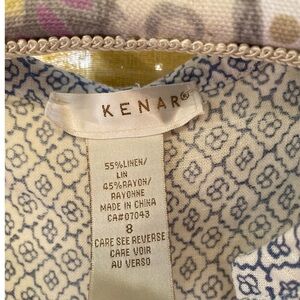 KENAR®
55%LINEN/
LIN
45%RAYON/
RAYONNE
MADE IN CHINA
CA#07043
8
CARE SEE REVERSE
CARE VOIR
AU VERSO